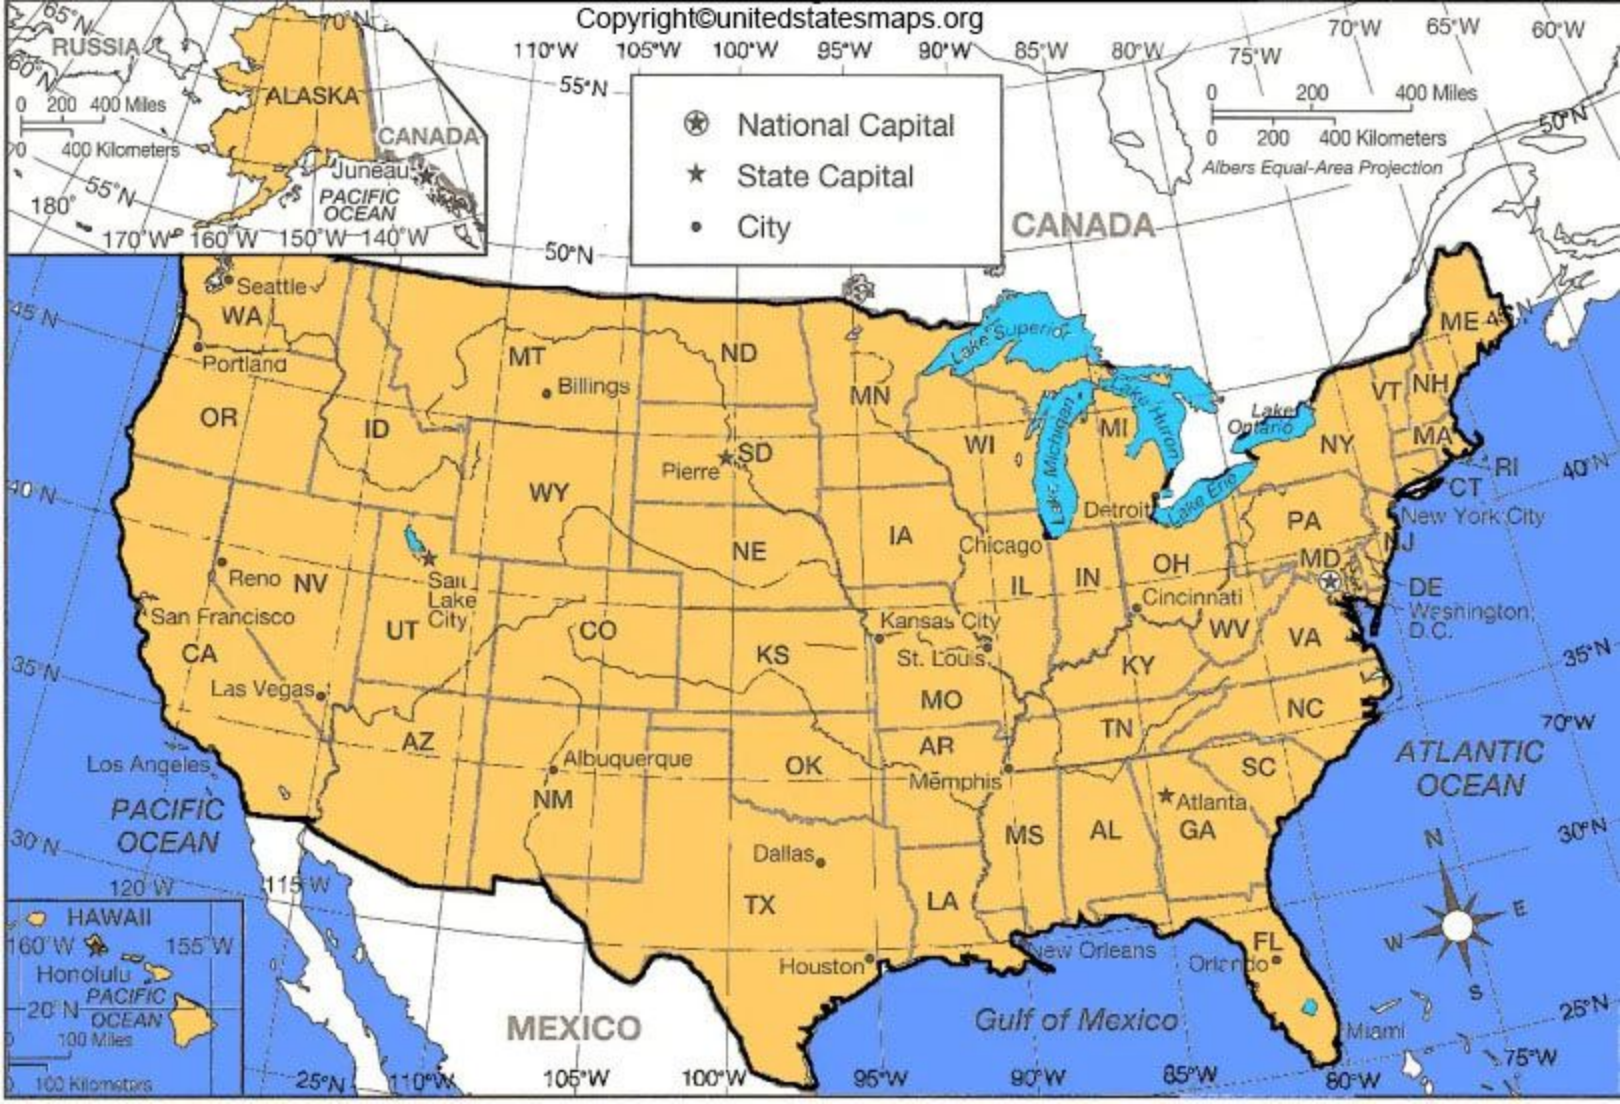 Copyright©unitedstatesmaps.org
65°N
70°N
RUSSIA
60°N
ALASKA
0 200 400 Miles
400 Kilometers
CANADA
Juneau
PACIFIC
OCEAN
55°N
180°
170°W 160°W 150°W 140°W
110°W 105°W 100°W 95°W 90°W 85°W 80°W 75°W 70°W 65°W 60°W
55°N
50°N
National Capital
State Capital
City
0 200 400 Miles
0 200 400 Kilometers
Albers Equal-Area Projection
50°N
CANADA
45°N
40°N
35°N
30°N
25°N
45 N
40 N
35°N
30°N
Seattle
WA
Portland
OR
ID
MT
Billings
ND
MN
Lake Superior
Lake Michigan
Lake Huron
Lake
Ontario
Lake Erie
ME
VT
NH
MA
RI
CT
NY
New York City
NJ
WI
MI
Detroit
SD
Pierre
WY
IA
NE
Chicago
IL
IN
OH
PA
MD
DE
Washington
D.C.
Reno
NV
San Francisco
CA
Salt
Lake
City
UT
CO
KS
Kansas City
St. Louis
MO
Cincinnati
KY
WV
VA
NC
Las Vegas
AZ
Los Angeles
Albuquerque
NM
OK
AR
Memphis
TN
SC
Atlanta
GA
AL
MS
Dallas
TX
LA
Houston
New Orleans
FL
Orlando
Miami
PACIFIC
OCEAN
ATLANTIC
OCEAN
Gulf of Mexico
MEXICO
70°W
N
E
W
S
120 W
115 W
HAWAII
160°W
155°W
Honolulu
PACIFIC
OCEAN
20°N
100 Miles
0 100 Kilometers
25°N
110°W 105°W 100°W 95°W 90°W 85°W 80°W 75°W